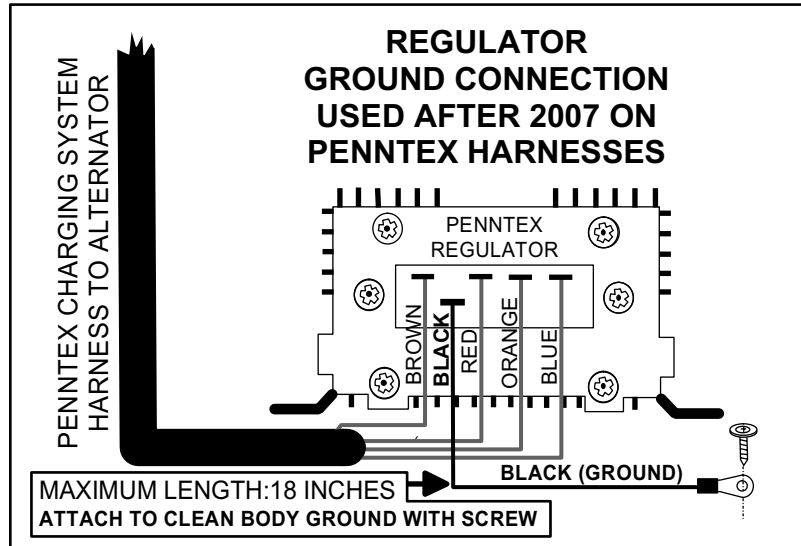 REGULATOR
GROUND CONNECTION
USED AFTER 2007 ON
PENNTEX HARNESSES
PENNTEX CHARGING SYSTEM
HARNESS TO ALTERNATOR
PENNTEX
REGULATOR
BROWN
BLACK
RED
ORANGE
BLUE
BLACK (GROUND)
MAXIMUM LENGTH:18 INCHES
ATTACH TO CLEAN BODY GROUND WITH SCREW